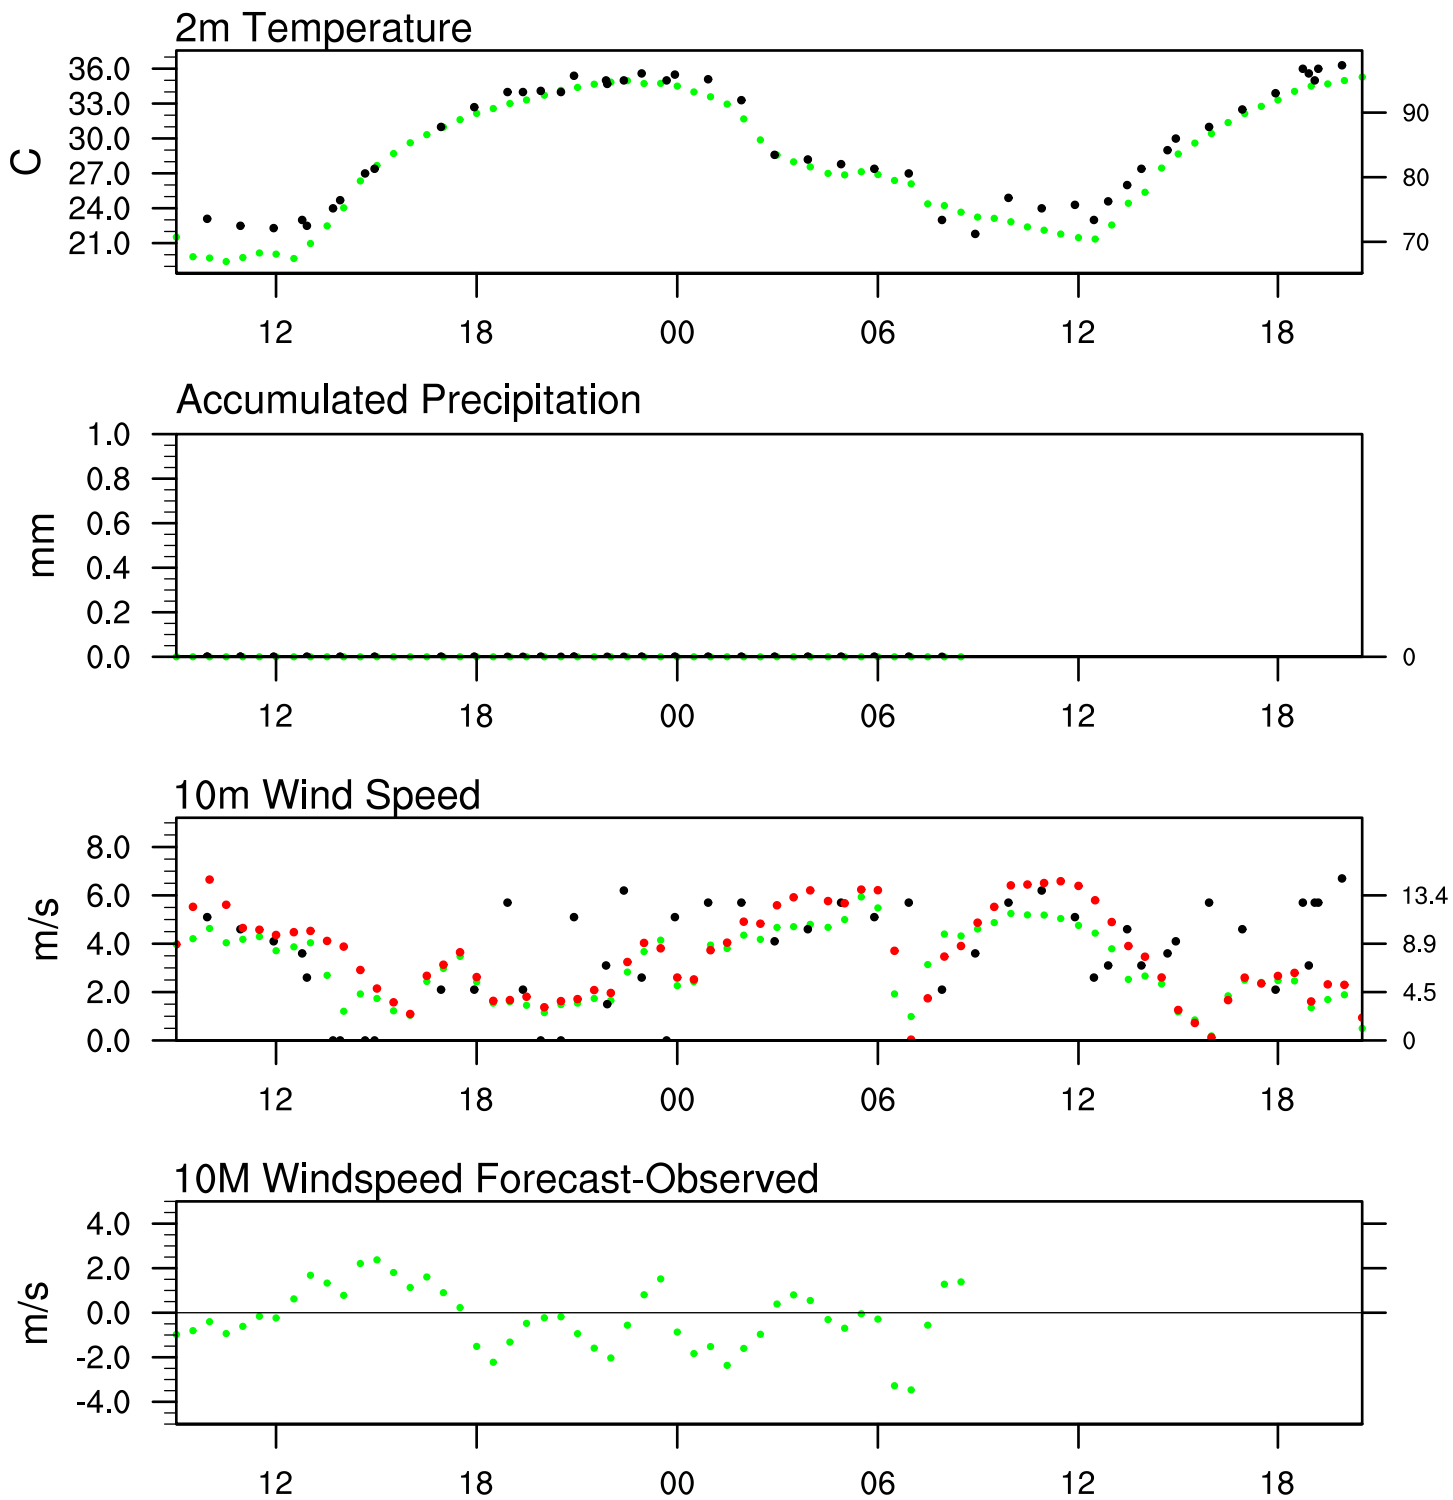 2m Temperature
36.0
33.0
30.0
27.0
24.0
21.0
C
90
80
70
12 18 00 06 12 18
Accumulated Precipitation
1.0
0.8
0.6
0.4
0.2
0.0
mm
0
12 18 00 06 12 18
10m Wind Speed
8.0
6.0
4.0
2.0
0.0
m/s
13.4
8.9
4.5
0
12 18 00 06 12 18
10M Windspeed Forecast-Observed
4.0
2.0
0.0
-2.0
-4.0
m/s
12 18 00 06 12 18